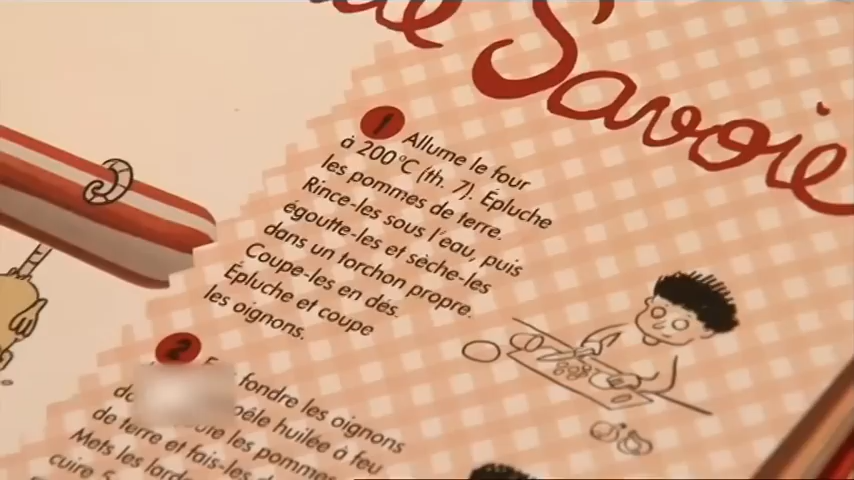 de Savoie
1 Allume le four
à 200°C (th. 7). Épluche
les pommes de terre.
Rince-les sous l'eau, puis
égoutte-les et sèche-les
dans un torchon propre.
Coupe-les en dés.
Épluche et coupe
les oignons.
2 fondre les oignons
huilée à feu
de terre et fais-les
les pommes
Mets les
cuire 5